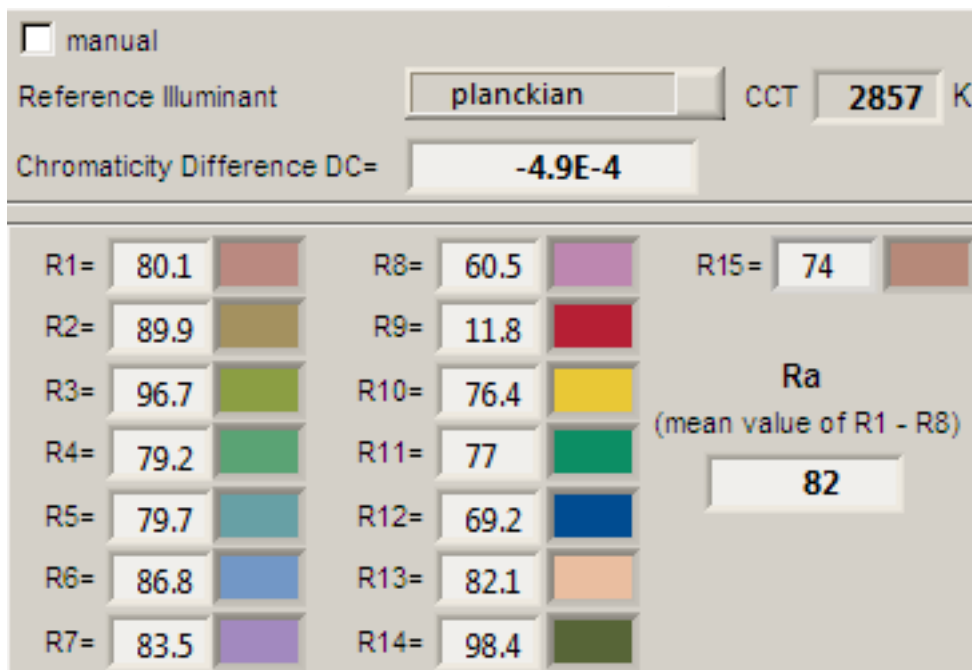 manual
Reference Illuminant planckian CCT 2857 K
Chromaticity Difference DC= -4.9E-4
R1= 80.1 R8= 60.5 R15= 74
R2= 89.9 R9= 11.8
R3= 96.7 R10= 76.4 Ra
(mean value of R1 - R8)
R4= 79.2 R11= 77
82
R5= 79.7 R12= 69.2
R6= 86.8 R13= 82.1
R7= 83.5 R14= 98.4